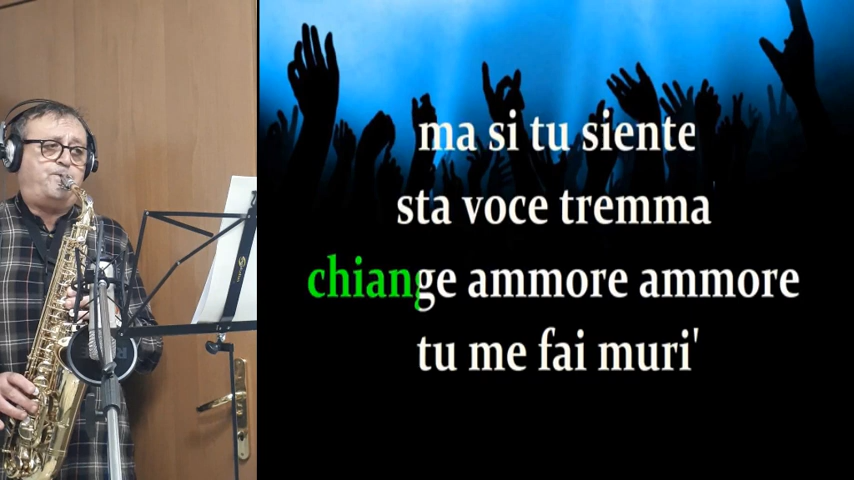 ma si tu siente
sta voce tremma
chiange ammore ammore
tu me fai muri'